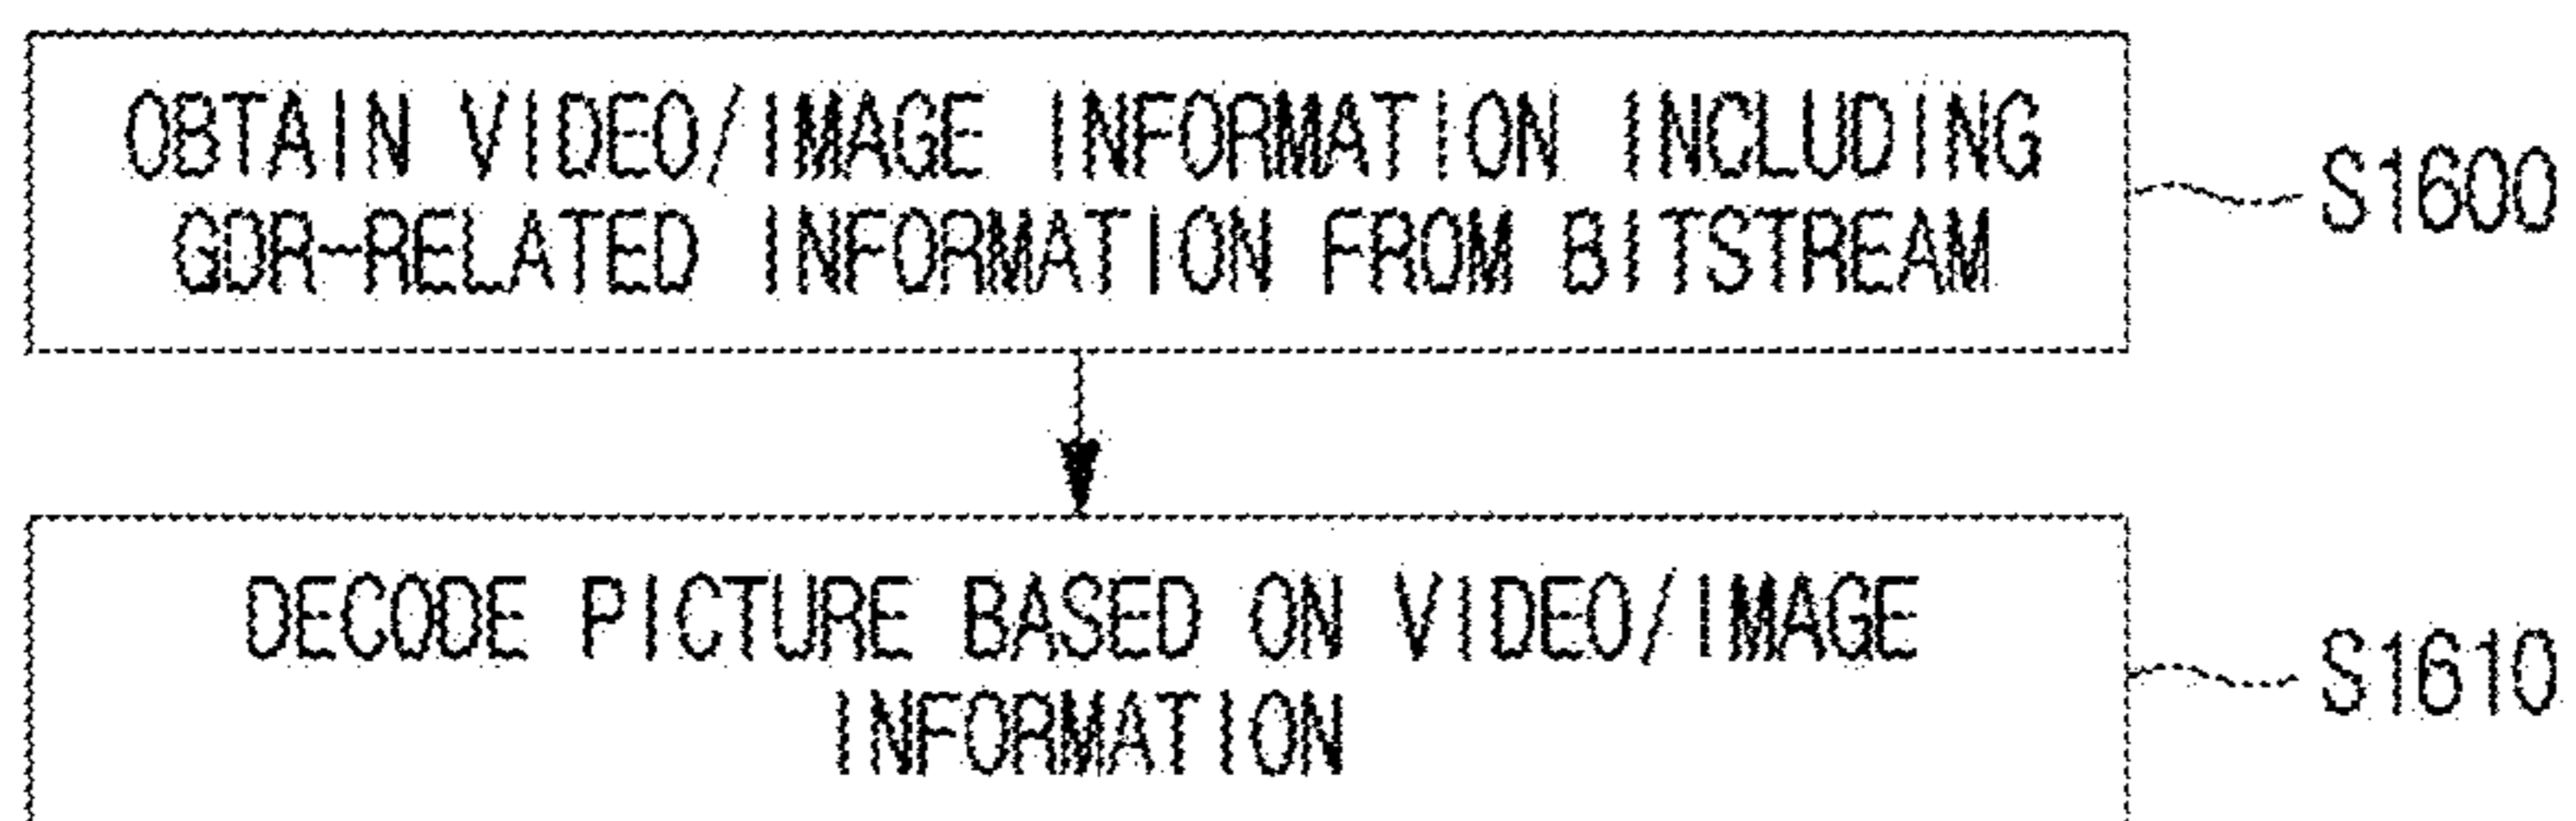 OBTAIN VIDEO/IMAGE INFORMATION INCLUDING
GDR-RELATED INFORMATION FROM BITSTREAM
S1600
DECODE PICTURE BASED ON VIDEO/IMAGE
INFORMATION
S1610